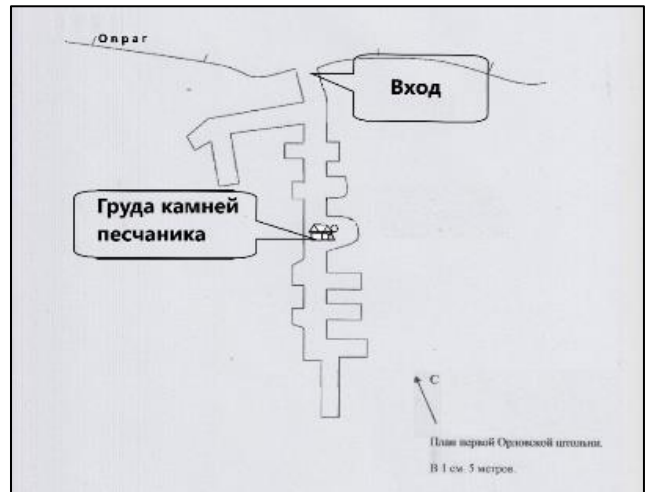 Опраг
Вход
Груда камней
песчаника
С
План первой Орловской штольни.
В 1 см. 5 метров.